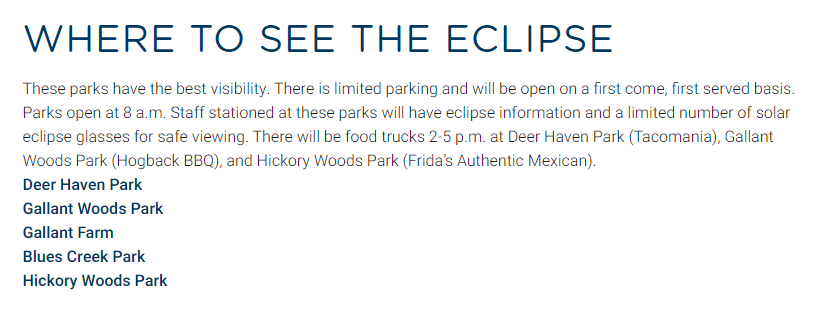 WHERE TO SEE THE ECLIPSE
These parks have the best visibility. There is limited parking and will be open on a first come, first served basis.
Parks open at 8 a.m. Staff stationed at these parks will have eclipse information and a limited number of solar
eclipse glasses for safe viewing. There will be food trucks 2-5 p.m. at Deer Haven Park (Tacomania), Gallant
Woods Park (Hogback BBQ), and Hickory Woods Park (Frida’s Authentic Mexican).
Deer Haven Park
Gallant Woods Park
Gallant Farm
Blues Creek Park
Hickory Woods Park